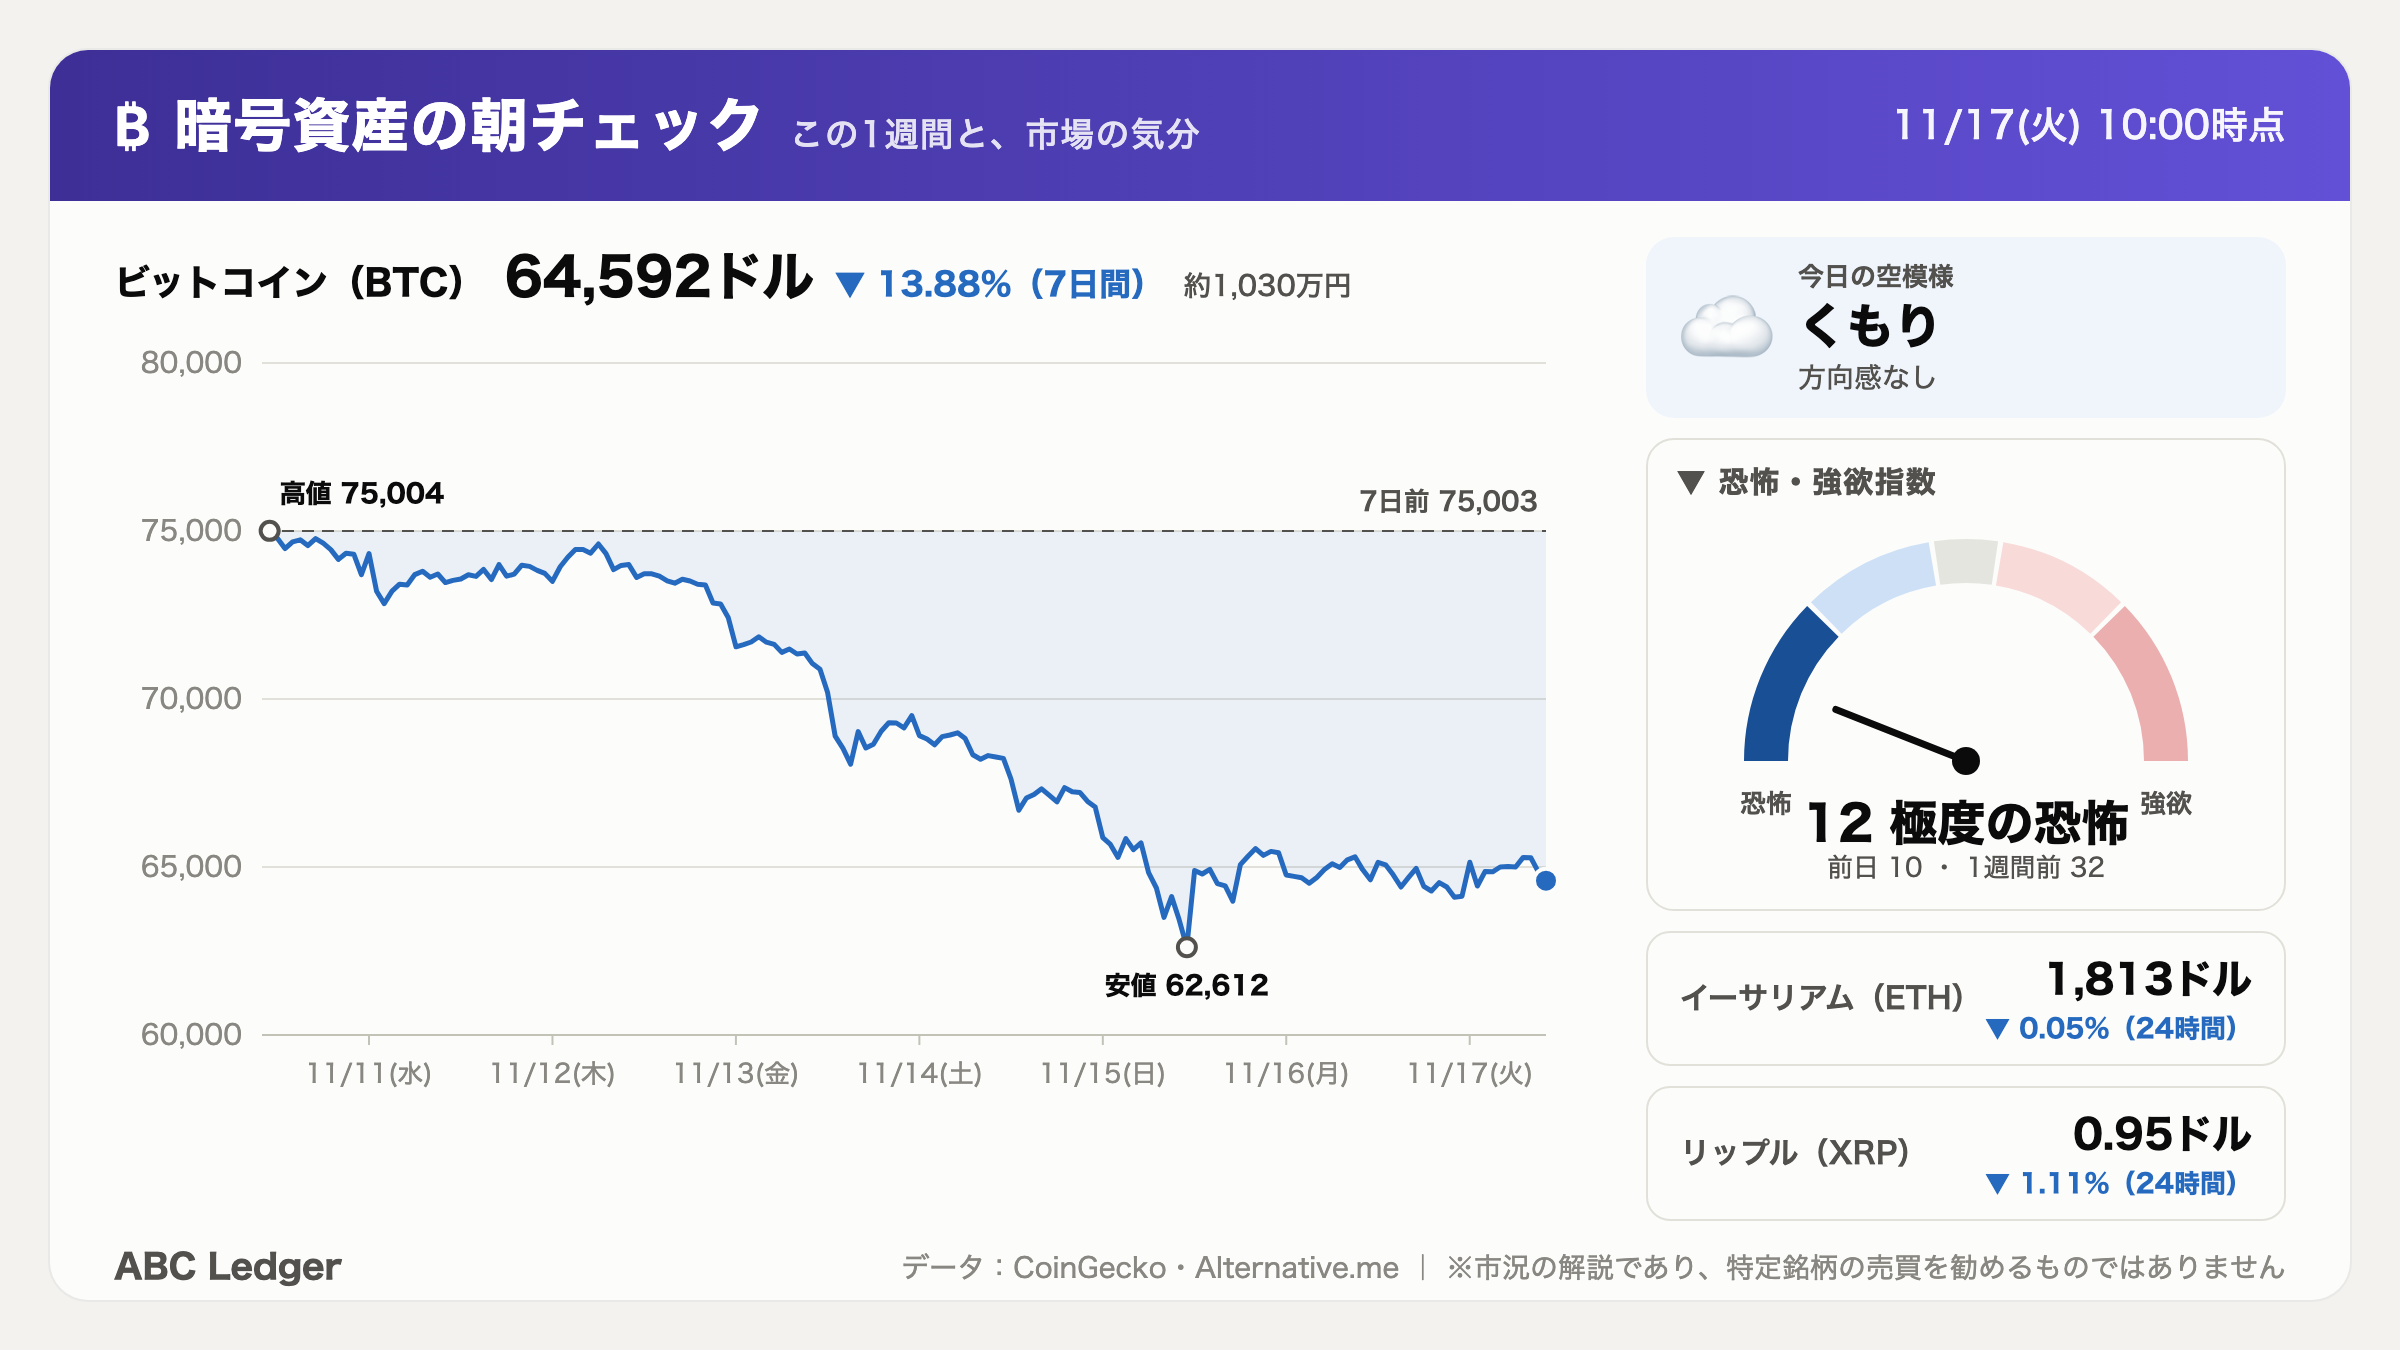 ฿ 暗号資産の朝チェック この1週間と、市場の気分
11/17(火) 10:00時点
ビットコイン（BTC） 64,592ドル ▼ 13.88%（7日間） 約1,030万円
80,000
75,000
70,000
65,000
60,000
高値 75,004
7日前 75,003
安値 62,612
11/11(水) 11/12(木) 11/13(金) 11/14(土) 11/15(日) 11/16(月) 11/17(火)
今日の空模様
くもり
方向感なし
▼ 恐怖・強欲指数
恐怖 12 極度の恐怖 強欲
前日 10 ・ 1週間前 32
イーサリアム（ETH） 1,813ドル
▼ 0.05%（24時間）
リップル（XRP） 0.95ドル
▼ 1.11%（24時間）
ABC Ledger
データ：CoinGecko・Alternative.me ｜ ※市況の解説であり、特定銘柄の売買を勧めるものではありません